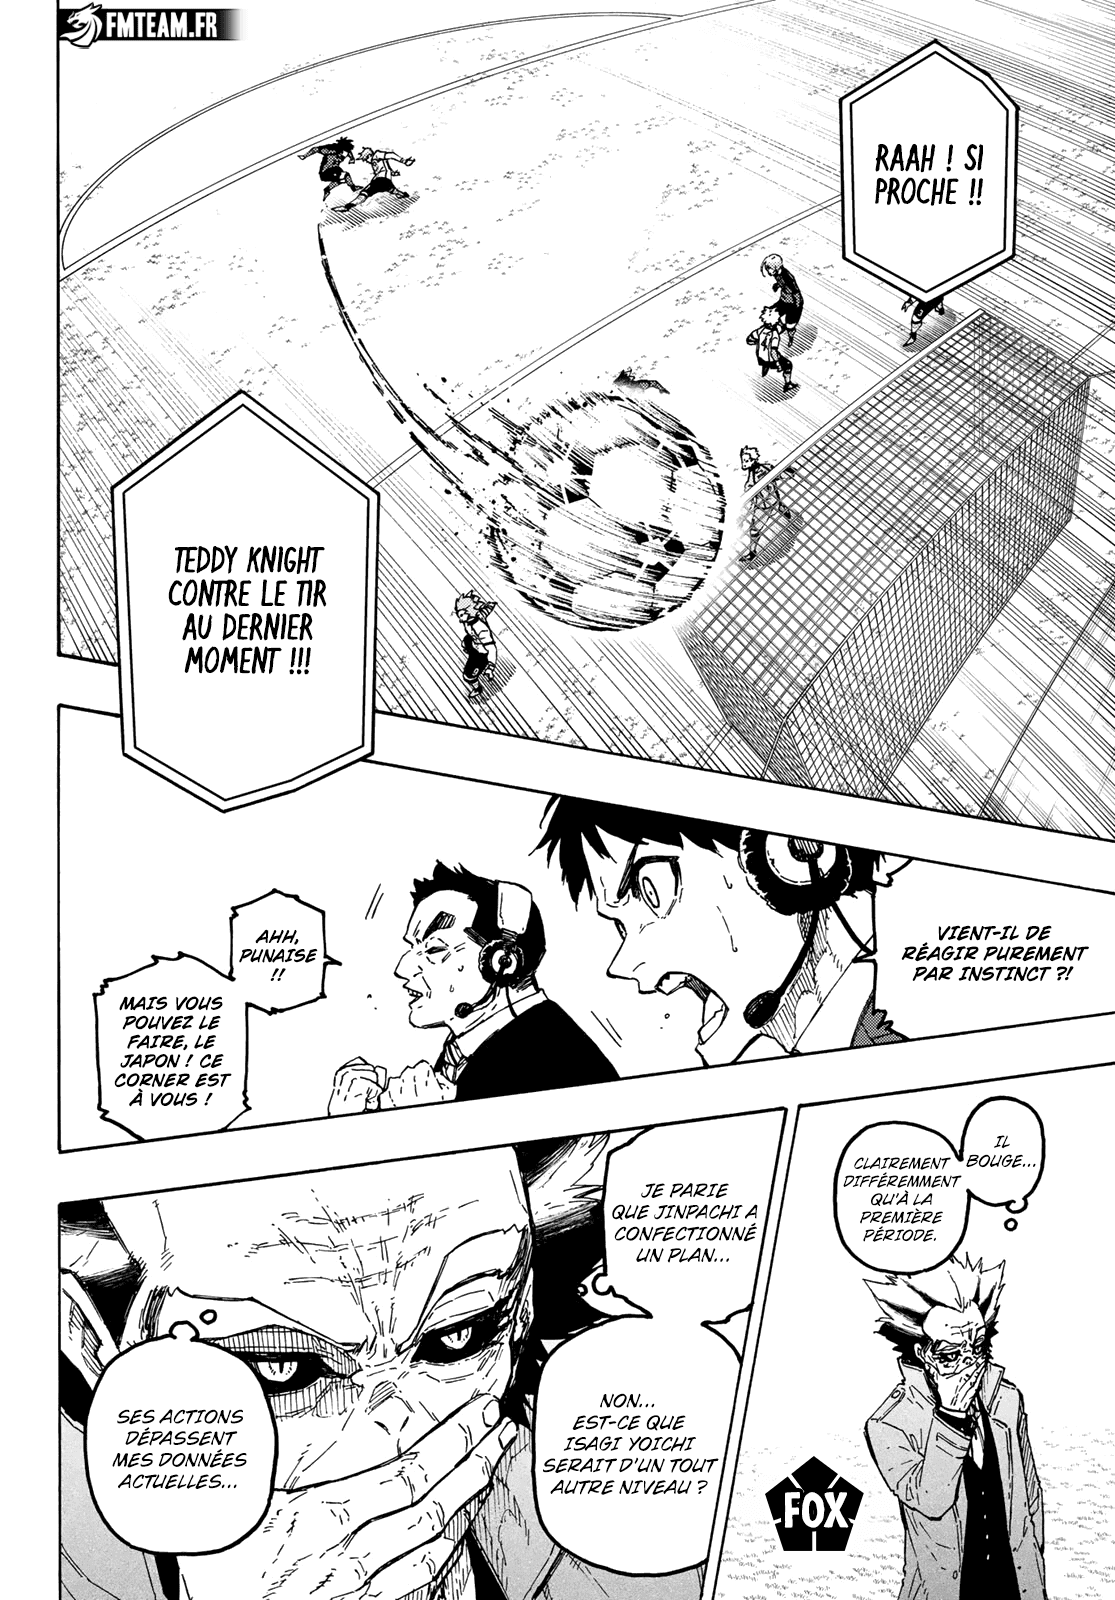 FMTEAM.FR
RAAH ! SI
PROCHE !!
TEDDY KNIGHT
CONTRE LE TIR
AU DERNIER
MOMENT !!!
VIENT-IL DE
RÉAGIR PUREMENT
PAR INSTINCT ?!
AHH,
PUNAISE
!!
MAIS VOUS
POUVEZ LE
FAIRE, LE
JAPON ! CE
CORNER EST
À VOUS !
IL
BOUGE...
CLAIREMENT
DIFFÉREMMENT
QU'À LA
PREMIÈRE
PÉRIODE.
FOX
JE PARIE
QUE JINPACHI A
CONFECTIONNÉ
UN PLAN...
NON...
EST-CE QUE
ISAGI YOICHI
SERAIT D'UN TOUT
AUTRE NIVEAU ?
SES ACTIONS
DÉPASSENT
MES DONNÉES
ACTUELLES...